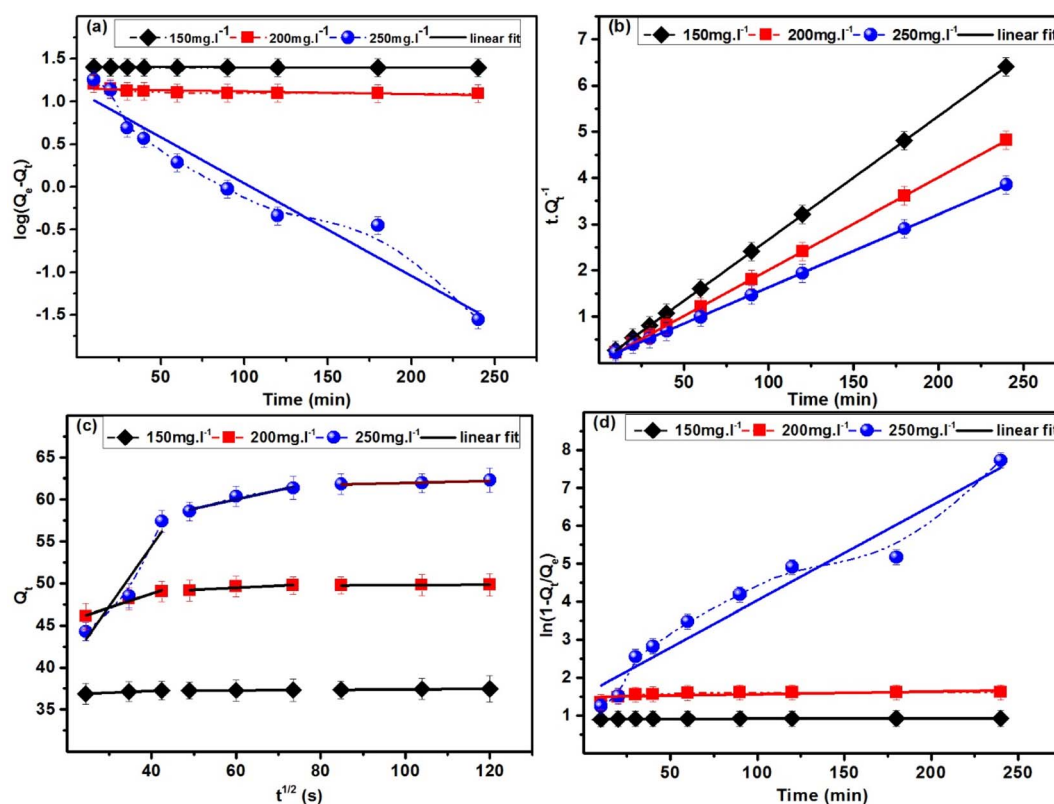 (a)
150mg.l⁻¹ 200mg.l⁻¹ 250mg.l⁻¹ linear fit
1.5
1.0
0.5
0.0
-0.5
-1.0
-1.5
log(Qₑ-Qₜ)
50 100 150 200 250
Time (min)
(b)
150mg.l⁻¹ 200mg.l⁻¹ 250mg.l⁻¹ linear fit
7
6
5
4
3
2
1
t.Qₜ⁻¹
50 100 150 200 250
Time (min)
(c)
150mg.l⁻¹ 200mg.l⁻¹ 250mg.l⁻¹ linear fit
65
60
55
50
45
40
35
Qₜ
20 40 60 80 100 120
t^1/2 (s)
(d)
150mg.l⁻¹ 200mg.l⁻¹ 250mg.l⁻¹ linear fit
8
7
6
5
4
3
2
1
ln(1-Qₜ/Qₑ)
50 100 150 200 250
Time (min)